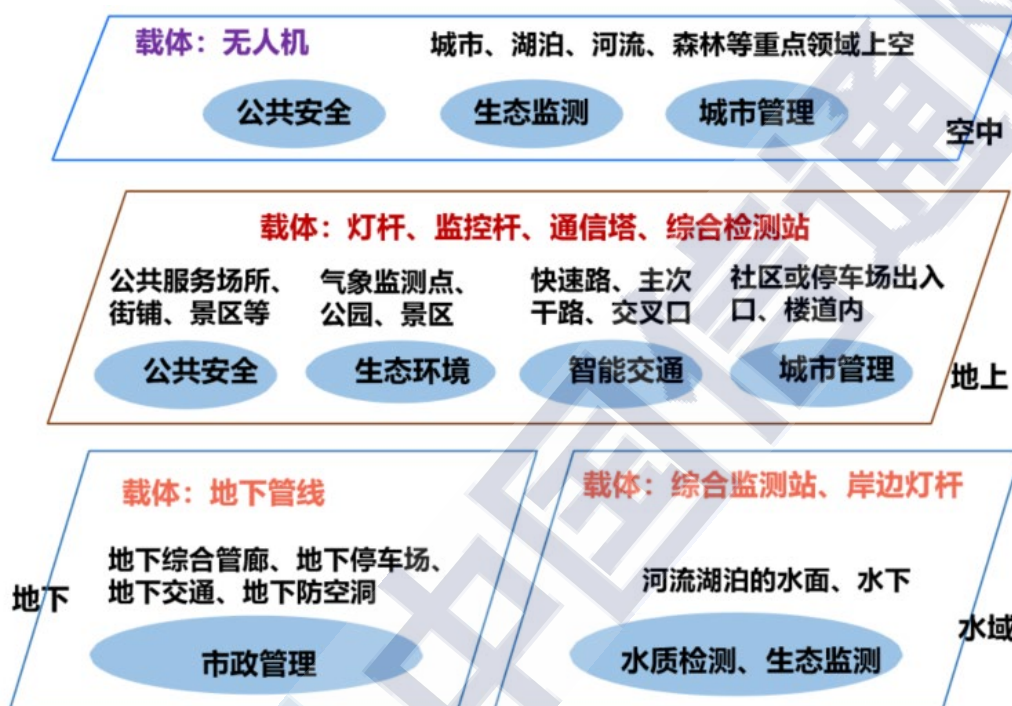 载体：无人机
城市、湖泊、河流、森林等重点领域上空
公共安全
生态监测
城市管理
空中
载体：灯杆、监控杆、通信塔、综合检测站
公共服务场所、
街铺、景区等
气象监测点、
公园、景区
快速路、主次
干路、交叉口
社区或停车场出入
口、楼道内
公共安全
生态环境
智能交通
城市管理
地上
载体：地下管线
地下综合管廊、地下停车场、
地下交通、地下防空洞
地下
市政管理
载体：综合监测站、岸边灯杆
河流湖泊的水面、水下
水域
水质检测、生态监测
中国信通院